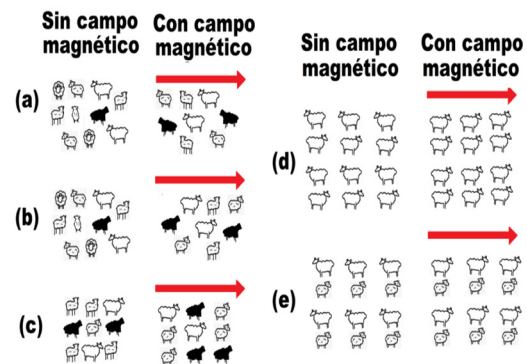 Sin campo
magnético
Con campo
magnético
(a)
(b)
(c)
Sin campo
magnético
Con campo
magnético
(d)
(e)